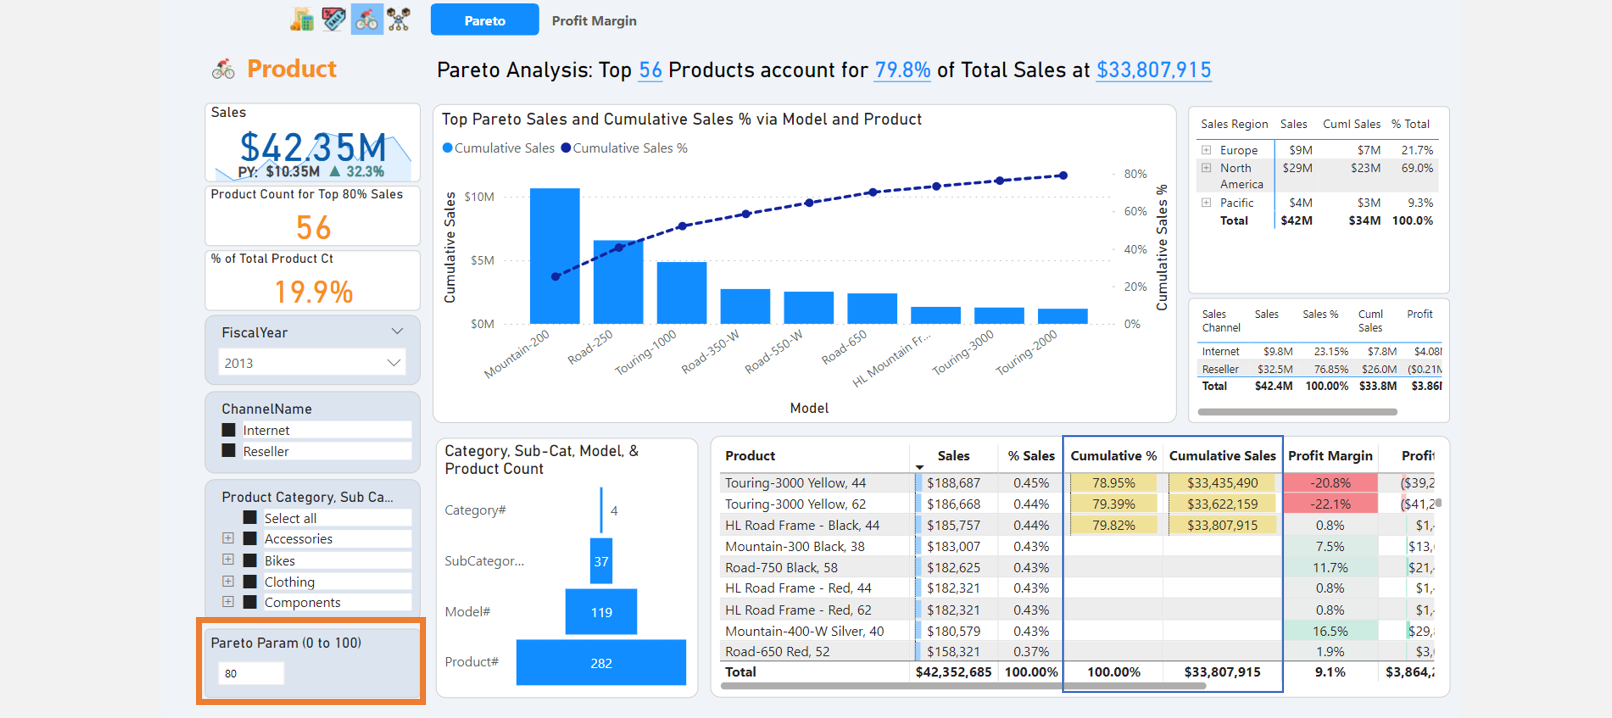 Pareto
Profit Margin
Product
Pareto Analysis: Top 56 Products account for 79.8% of Total Sales at $33,807,915
Sales
$42.35M
PY: $10.35M ▲ 32.3%
Product Count for Top 80% Sales
56
% of Total Product Ct
19.9%
FiscalYear
2013
ChannelName
Internet
Reseller
Product Category, Sub Ca...
Select all
Accessories
Bikes
Clothing
Components
Pareto Param (0 to 100)
80
Top Pareto Sales and Cumulative Sales % via Model and Product
Cumulative Sales Cumulative Sales %
Cumulative Sales
$10M
$5M
$0M
80%
60%
40%
20%
0%
Cumulative Sales %
Mountain-200
Road-250
Touring-1000
Road-350-W
Road-550-W
Road-650
HL Mountain Fr...
Touring-3000
Touring-2000
Model
Sales Region Sales Cuml Sales % Total
Europe $9M $7M 21.7%
North America $29M $23M 69.0%
Pacific $4M $3M 9.3%
Total $42M $34M 100.0%
Sales Channel Sales Sales % Cuml Sales Profit
Internet $9.8M 23.15% $7.8M $4.08
Reseller $32.5M 76.85% $26.0M ($0.21M
Total $42.4M 100.00% $33.8M $3.86
Category, Sub-Cat, Model, &
Product Count
Category# 4
SubCategor... 37
Model# 119
Product# 282
Product Sales % Sales Cumulative % Cumulative Sales Profit Margin Profi
Touring-3000 Yellow, 44 $188,687 0.45% 78.95% $33,435,490 -20.8% ($39,2
Touring-3000 Yellow, 62 $186,668 0.44% 79.39% $33,622,159 -22.1% ($41,2
HL Road Frame - Black, 44 $185,757 0.44% 79.82% $33,807,915 0.8% $1,
Mountain-300 Black, 38 $183,007 0.43% 7.5% $13,
Road-750 Black, 58 $182,625 0.43% 11.7% $21,
HL Road Frame - Red, 44 $182,321 0.43% 0.8% $1,
HL Road Frame - Red, 62 $182,321 0.43% 0.8% $1,
Mountain-400-W Silver, 40 $180,579 0.43% 16.5% $29,
Road-650 Red, 52 $158,321 0.37% 1.9% $3,
Total $42,352,685 100.00% 100.00% $33,807,915 9.1% $3,864,